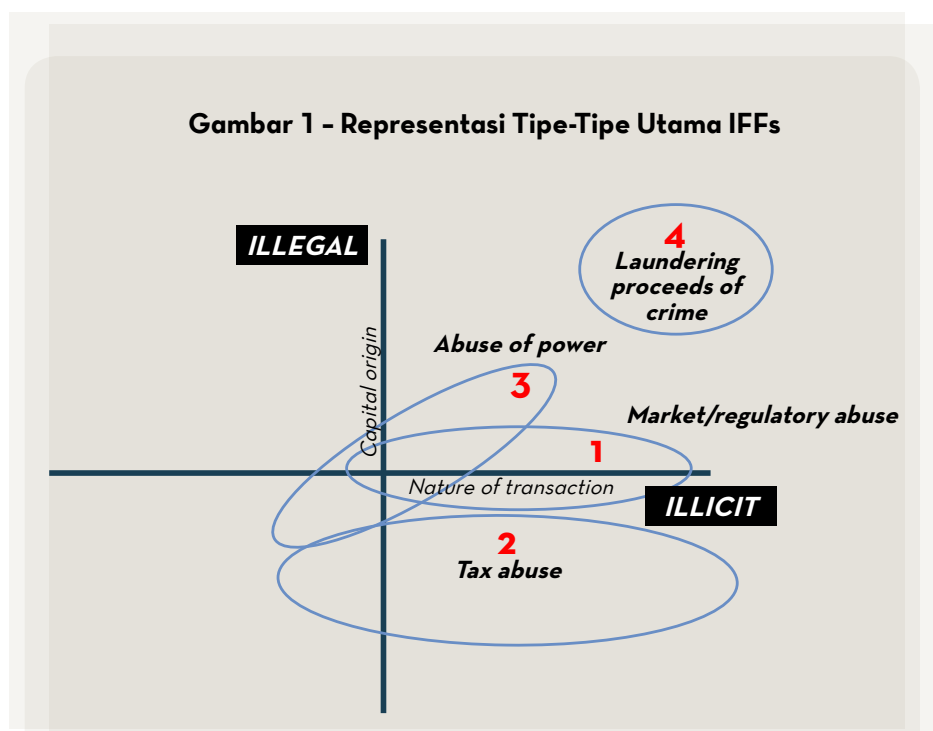 Gambar 1 – Representasi Tipe-Tipe Utama IFFs
ILLEGAL
4
Laundering
proceeds of
crime
Capital origin
Abuse of power
3
Market/regulatory abuse
1
Nature of transaction
ILLICIT
2
Tax abuse